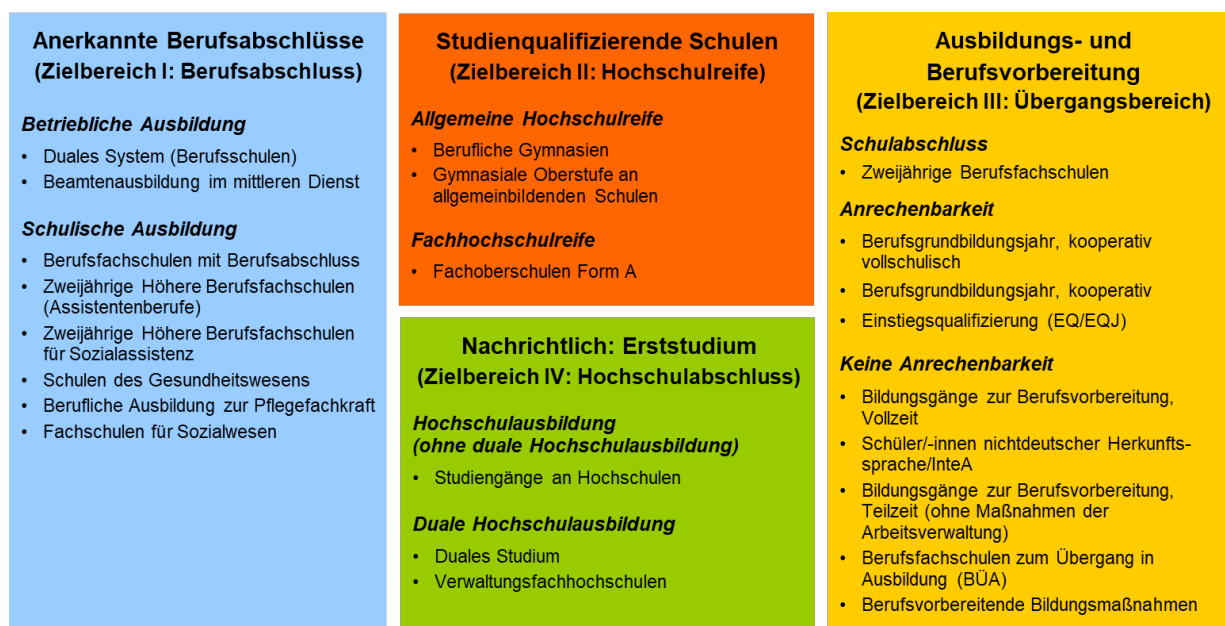 Anerkannte Berufsabschlüsse
(Zielbereich I: Berufsabschluss)
Betriebliche Ausbildung
• Duales System (Berufsschulen)
• Beamtenausbildung im mittleren Dienst
Schulische Ausbildung
• Berufsfachschulen mit Berufsabschluss
• Zweijährige Höhere Berufsfachschulen
(Assistentenberufe)
• Zweijährige Höhere Berufsfachschulen
für Sozialassistenz
• Schulen des Gesundheitswesens
• Berufliche Ausbildung zur Pflegefachkraft
• Fachschulen für Sozialwesen
Studienqualifizierende Schulen
(Zielbereich II: Hochschulreife)
Allgemeine Hochschulreife
• Berufliche Gymnasien
• Gymnasiale Oberstufe an
allgemeinbildenden Schulen
Fachhochschulreife
• Fachoberschulen Form A
Nachrichtlich: Erststudium
(Zielbereich IV: Hochschulabschluss)
Hochschulausbildung
(ohne duale Hochschulausbildung)
• Studiengänge an Hochschulen
Duale Hochschulausbildung
• Duales Studium
• Verwaltungsfachhochschulen
Ausbildungs- und
Berufsvorbereitung
(Zielbereich III: Übergangsbereich)
Schulabschluss
• Zweijährige Berufsfachschulen
Anrechenbarkeit
• Berufsgrundbildungsjahr, kooperativ
vollschulisch
• Berufsgrundbildungsjahr, kooperativ
• Einstiegsqualifizierung (EQ/EQJ)
Keine Anrechenbarkeit
• Bildungsgänge zur Berufsvorbereitung,
Vollzeit
• Schüler/-innen nichtdeutscher Herkunfts-
sprache/InteA
• Bildungsgänge zur Berufsvorbereitung,
Teilzeit (ohne Maßnahmen der
Arbeitsverwaltung)
• Berufsfachschulen zum Übergang in
Ausbildung (BÜA)
• Berufsvorbereitende Bildungsmaßnahmen